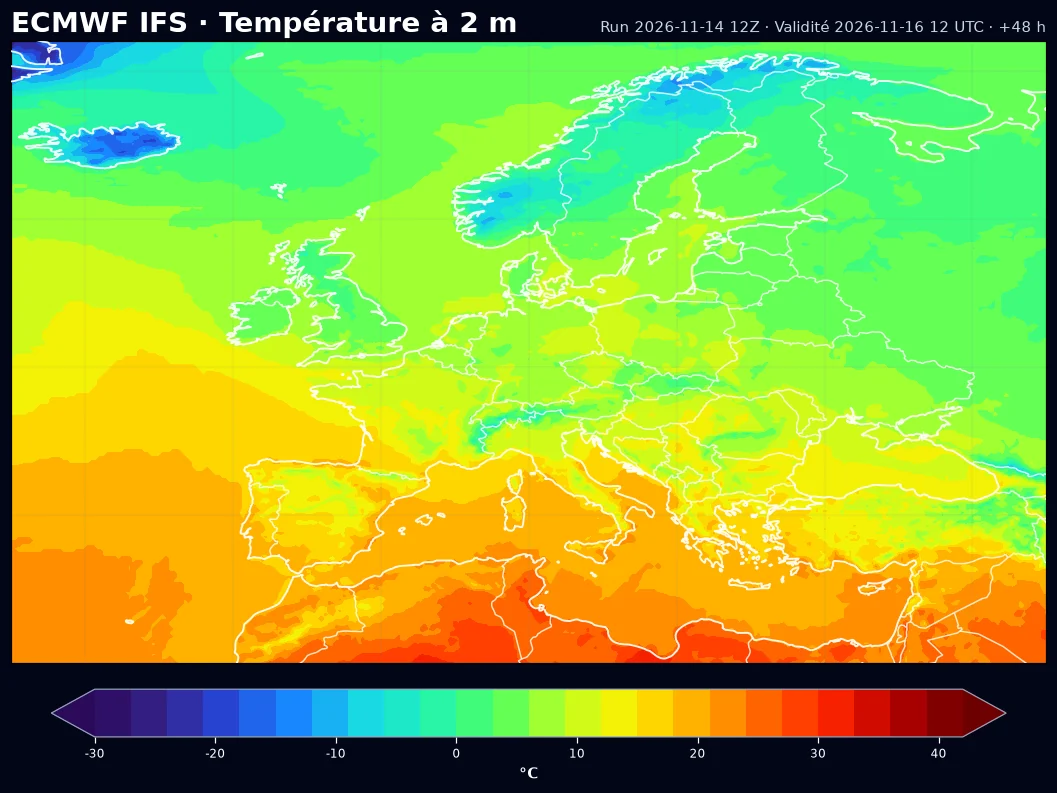 ECMWF IFS · Température à 2 m
Run 2026-11-14 12Z · Validité 2026-11-16 12 UTC · +48 h
-30 -20 -10 0 10 20 30 40
°C